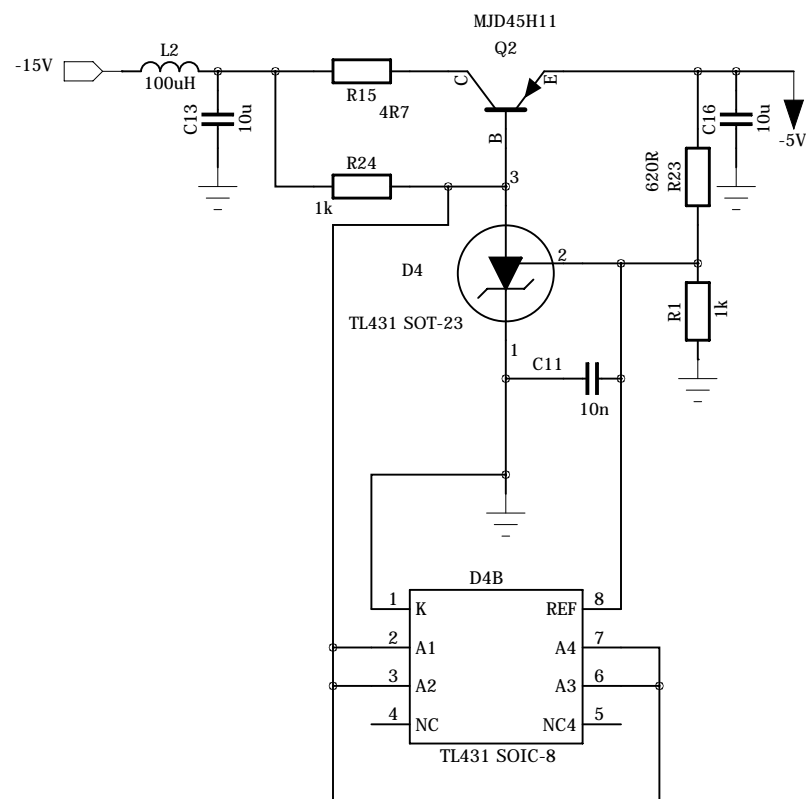 MJD45H11
Q2
-15V
L2
100uH
C13
10u
R15
4R7
C
E
B
C16
10u
-5V
R24
1k
3
620R
R23
D4
2
TL431 SOT-23
R1
1k
1
C11
10n
D4B
1 K REF 8
2 A1 A4 7
3 A2 A3 6
4 NC NC4 5
TL431 SOIC-8